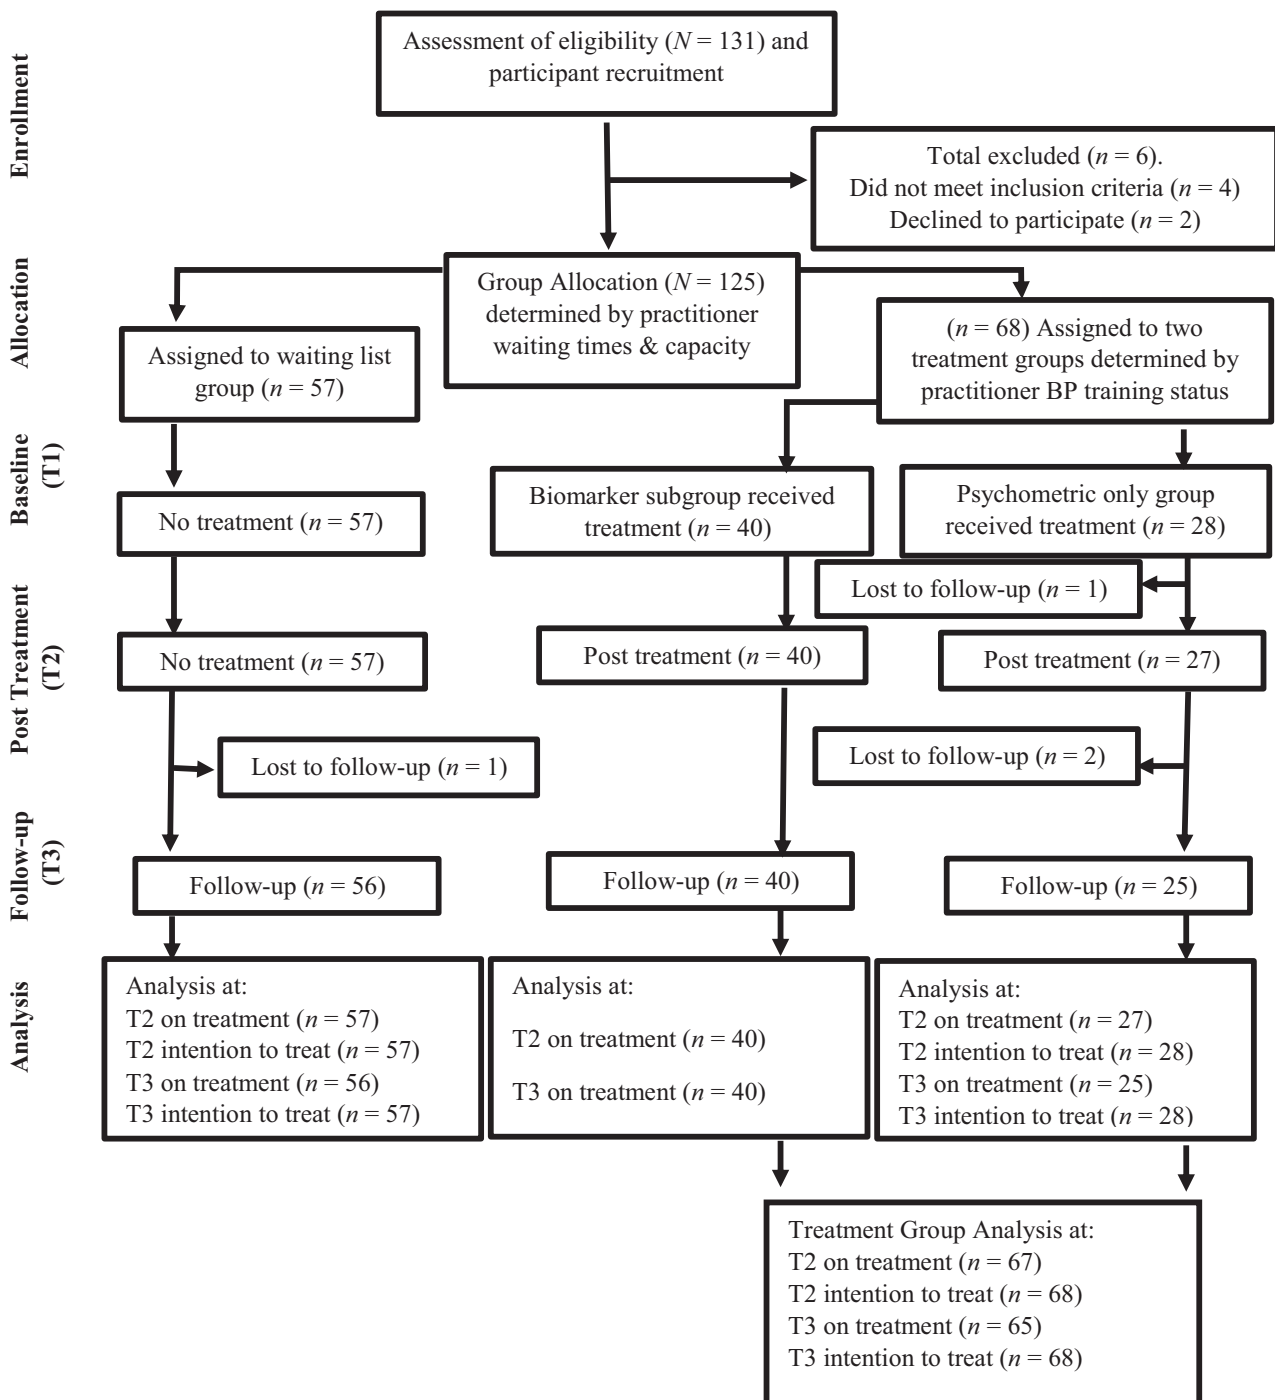 Enrollment
Assessment of eligibility (N = 131) and
participant recruitment
Total excluded (n = 6).
Did not meet inclusion criteria (n = 4)
Declined to participate (n = 2)
Allocation
Group Allocation (N = 125)
determined by practitioner
waiting times & capacity
Assigned to waiting list
group (n = 57)
(n = 68) Assigned to two
treatment groups determined by
practitioner BP training status
Baseline
(T1)
No treatment (n = 57)
Biomarker subgroup received
treatment (n = 40)
Psychometric only group
received treatment (n = 28)
Lost to follow-up (n = 1)
Post Treatment
(T2)
No treatment (n = 57)
Post treatment (n = 40)
Post treatment (n = 27)
Lost to follow-up (n = 1)
Lost to follow-up (n = 2)
Follow-up
(T3)
Follow-up (n = 56)
Follow-up (n = 40)
Follow-up (n = 25)
Analysis
Analysis at:
T2 on treatment (n = 57)
T2 intention to treat (n = 57)
T3 on treatment (n = 56)
T3 intention to treat (n = 57)
Analysis at:
T2 on treatment (n = 40)
T3 on treatment (n = 40)
Analysis at:
T2 on treatment (n = 27)
T2 intention to treat (n = 28)
T3 on treatment (n = 25)
T3 intention to treat (n = 28)
Treatment Group Analysis at:
T2 on treatment (n = 67)
T2 intention to treat (n = 68)
T3 on treatment (n = 65)
T3 intention to treat (n = 68)